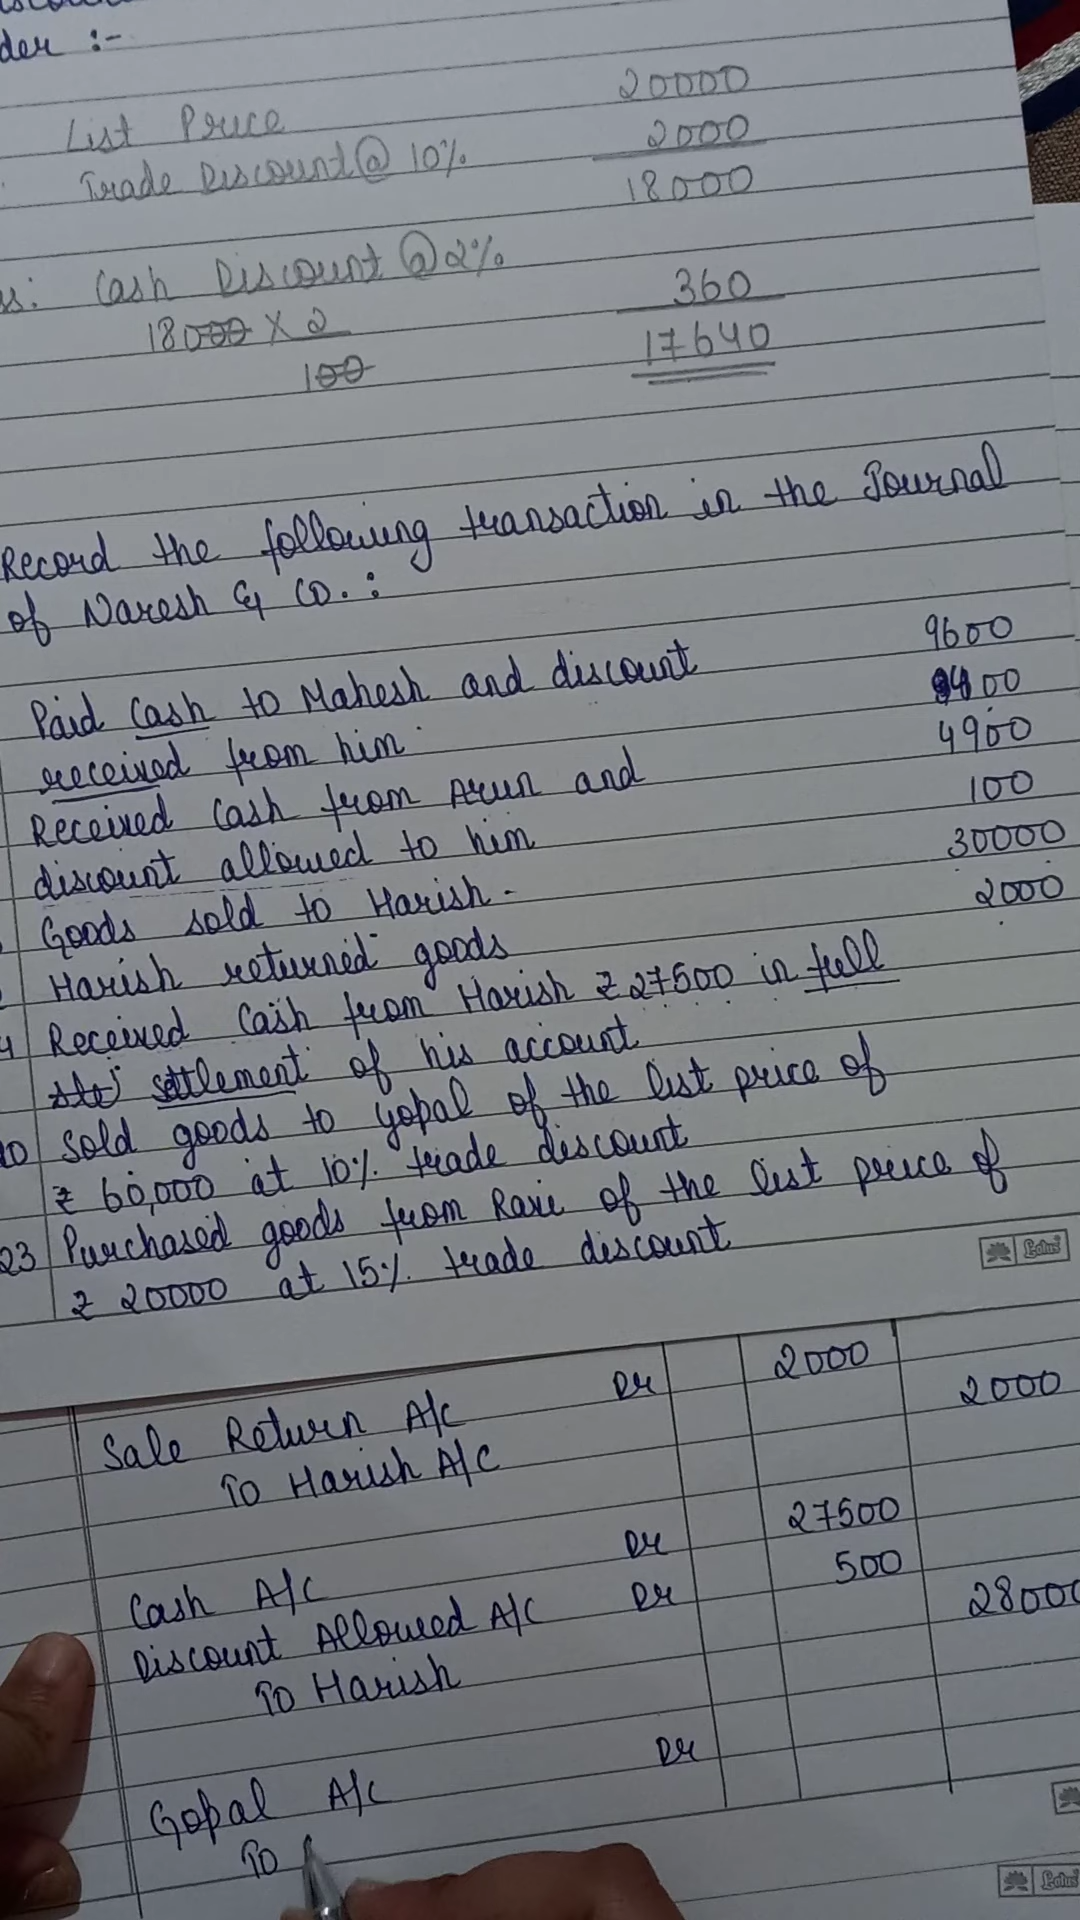 der :-
List Price 20000
Trade Discount @ 10% 2000
18000
Cash Discount @ 2% 360
18000 X 2 17640
100
Record the following transaction in the Journal
of Naresh & CO. :
Paid Cash to Mahesh and discount 9600
received from him. 400
Received Cash from Arun and 4900
discount allowed to him 100
Goods sold to Harish - 30000
Harish returned goods 2000
4 Received Cash from Harish ₹ 27500 in full
settlement of his account
10 Sold goods to Gopal of the list price of
₹ 60,000 at 10% trade discount
23 Purchased goods from Ravi of the list price of
₹ 20000 at 15% trade discount
Lotus
Sale Return A/C Dr 2000
To Harish A/C 2000
Cash A/C Dr 27500
Discount Allowed A/C Dr 500
To Harish 28000
Gopal A/C Dr
To
Lotus